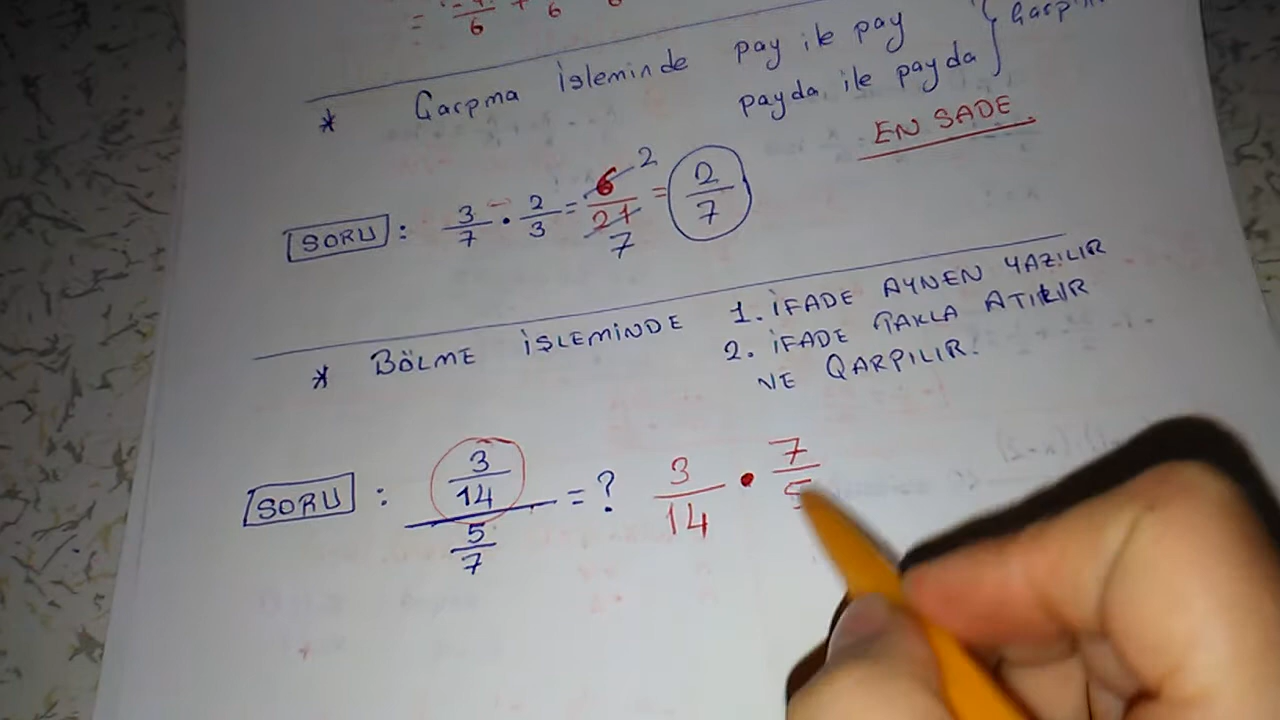 * Çarpma işleminde pay ile pay
payda ile payda
EN SADE
SORU : 3/7 · 2/3 = 6/21 = 2/7
2
7
* BÖLME İŞLEMİNDE 1. İFADE AYNEN YAZILIR
2. İFADE TAKLA ATILIR
VE ÇARPILIR.
SORU : 3/14 / 5/7 = ? 3/14 · 7/5